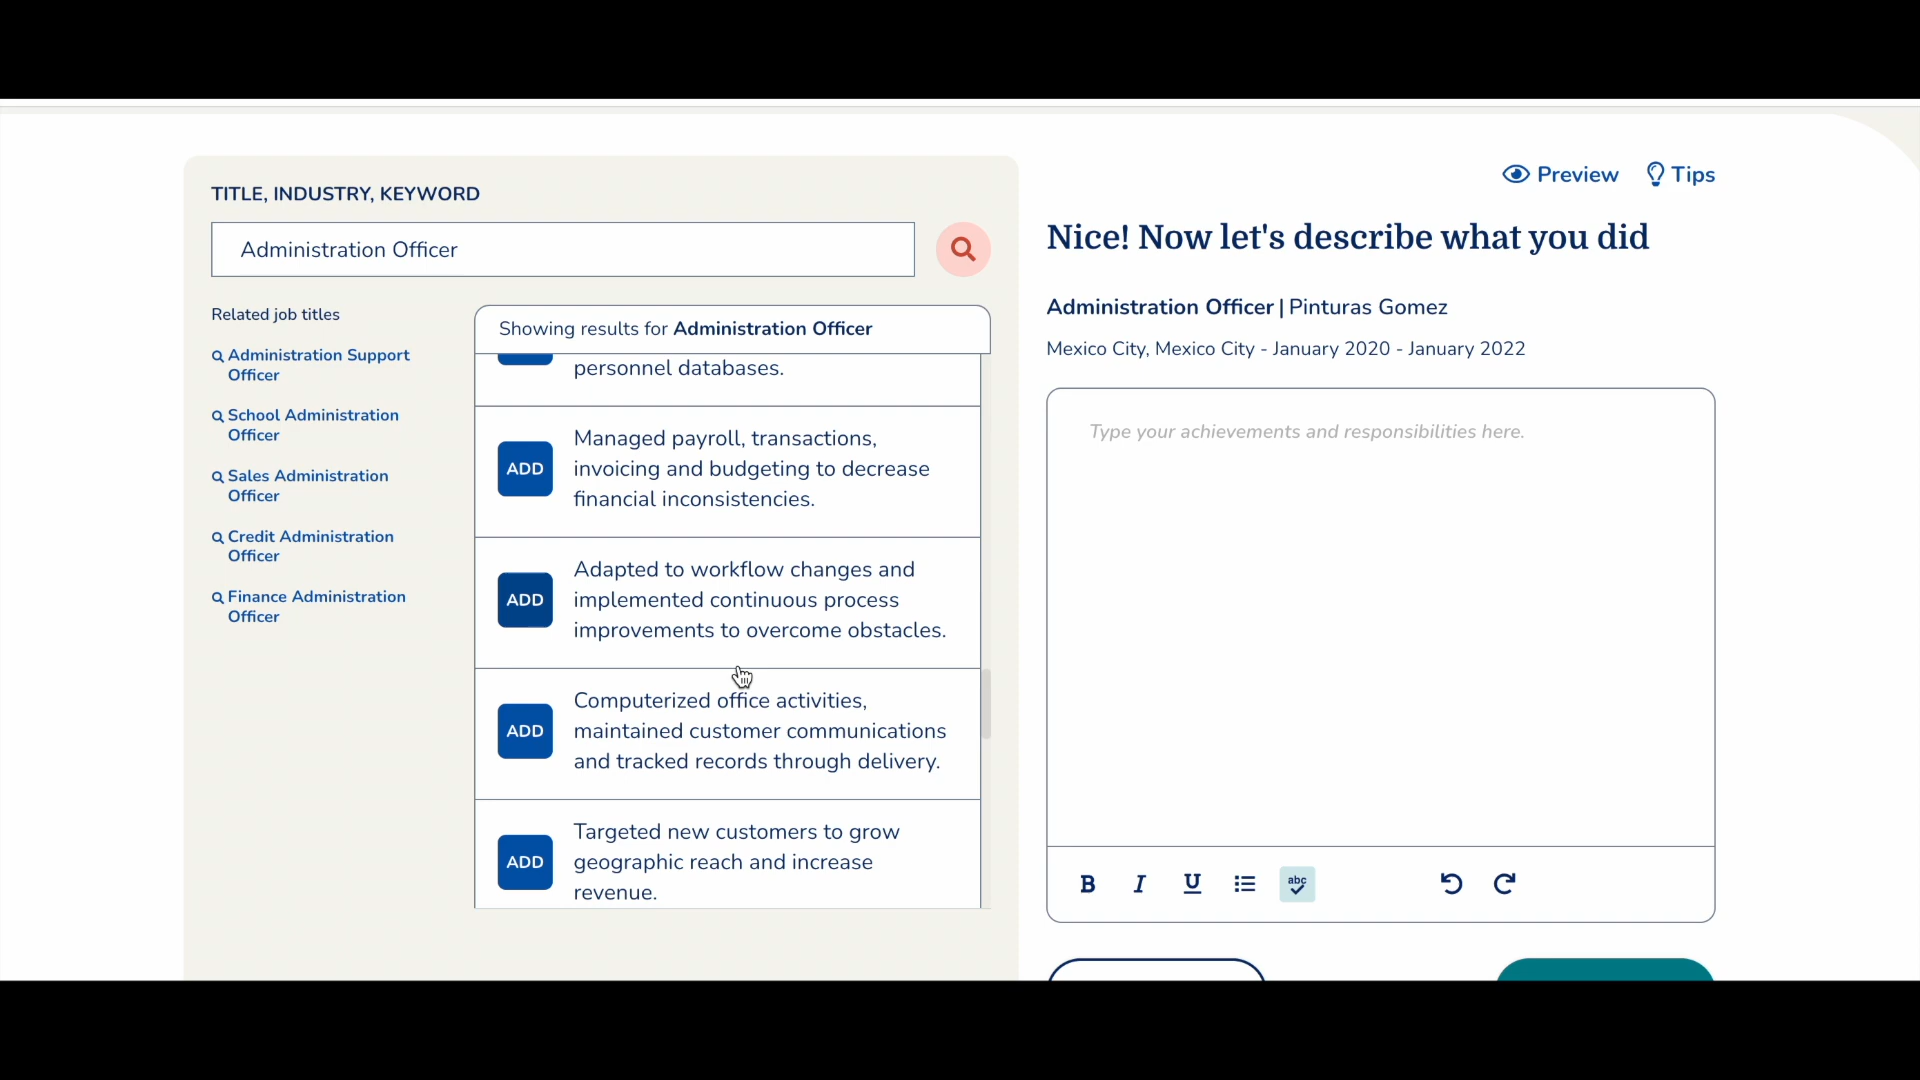 Preview
Tips
TITLE, INDUSTRY, KEYWORD
Administration Officer
Related job titles
Administration Support
Officer
School Administration
Officer
Sales Administration
Officer
Credit Administration
Officer
Finance Administration
Officer
Showing results for Administration Officer
personnel databases.
ADD
Managed payroll, transactions,
invoicing and budgeting to decrease
financial inconsistencies.
ADD
Adapted to workflow changes and
implemented continuous process
improvements to overcome obstacles.
ADD
Computerized office activities,
maintained customer communications
and tracked records through delivery.
ADD
Targeted new customers to grow
geographic reach and increase
revenue.
Nice! Now let's describe what you did
Administration Officer | Pinturas Gomez
Mexico City, Mexico City - January 2020 - January 2022
Type your achievements and responsibilities here.
B I U abc